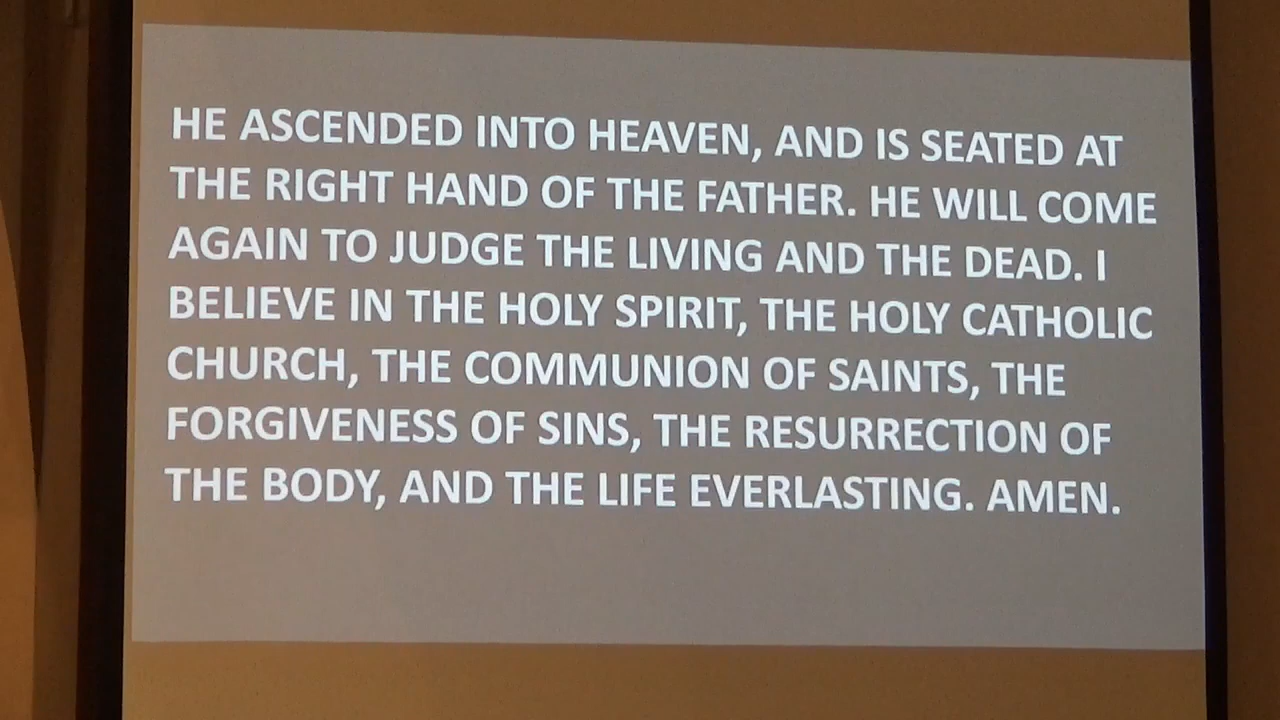 HE ASCENDED INTO HEAVEN, AND IS SEATED AT
THE RIGHT HAND OF THE FATHER. HE WILL COME
AGAIN TO JUDGE THE LIVING AND THE DEAD. I
BELIEVE IN THE HOLY SPIRIT, THE HOLY CATHOLIC
CHURCH, THE COMMUNION OF SAINTS, THE
FORGIVENESS OF SINS, THE RESURRECTION OF
THE BODY, AND THE LIFE EVERLASTING. AMEN.